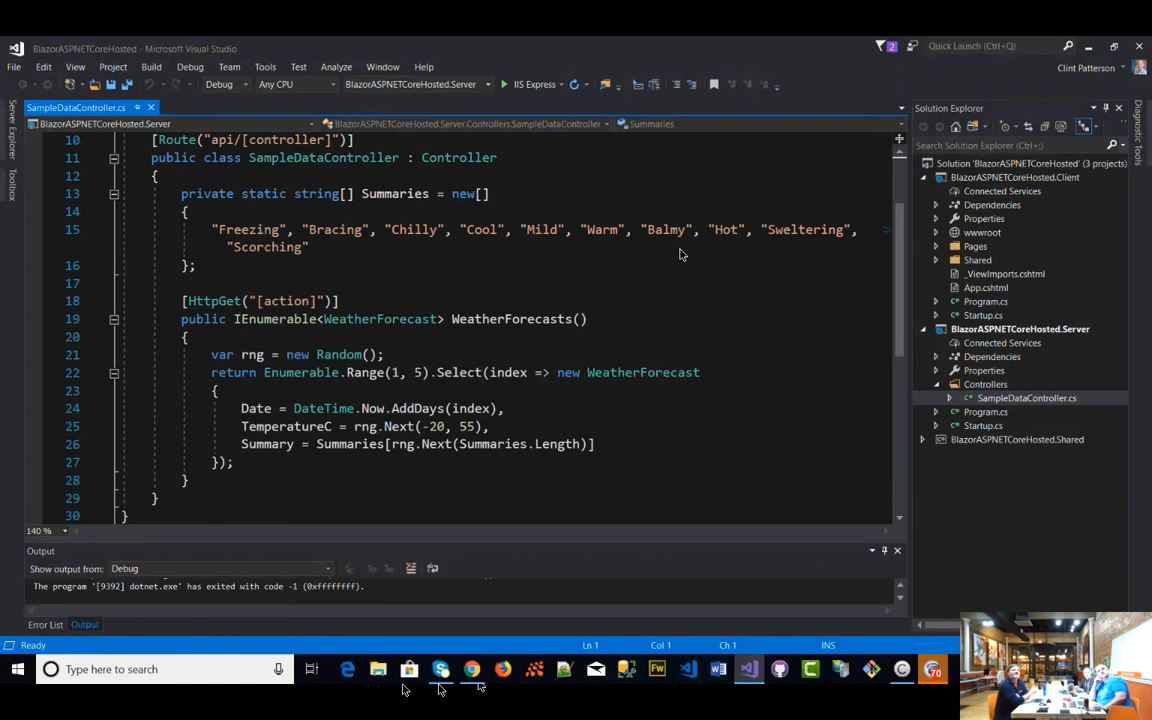 BlazorASPNETCoreHosted - Microsoft Visual Studio
2
Quick Launch (Ctrl+Q)
File Edit View Project Build Debug Team Tools Test Analyze Window Help
Clint Patterson
Debug Any CPU BlazorASPNETCoreHosted.Server IIS Express
Server Explorer
Toolbox
SampleDataController.cs
BlazorASPNETCoreHosted.Server BlazorASPNETCoreHosted.Server.Controllers.SampleDataController Summaries
10 [Route("api/[controller]")]
11 public class SampleDataController : Controller
12 {
13 private static string[] Summaries = new[]
14 {
15 "Freezing", "Bracing", "Chilly", "Cool", "Mild", "Warm", "Balmy", "Hot", "Sweltering",
"Scorching"
16 };
17
18 [HttpGet("[action]")]
19 public IEnumerable<WeatherForecast> WeatherForecasts()
20 {
21 var rng = new Random();
22 return Enumerable.Range(1, 5).Select(index => new WeatherForecast
23 {
24 Date = DateTime.Now.AddDays(index),
25 TemperatureC = rng.Next(-20, 55),
26 Summary = Summaries[rng.Next(Summaries.Length)]
27 });
28 }
29 }
30 }
140 %
Output
Show output from: Debug
The program '[9392] dotnet.exe' has exited with code -1 (0xffffffff).
Error List Output
Solution Explorer
Search Solution Explorer (Ctrl+;)
Solution 'BlazorASPNETCoreHosted' (3 projects)
BlazorASPNETCoreHosted.Client
Connected Services
Dependencies
Properties
wwwroot
Pages
Shared
_ViewImports.cshtml
App.cshtml
C# Program.cs
C# Startup.cs
BlazorASPNETCoreHosted.Server
Connected Services
Dependencies
Properties
Controllers
C# SampleDataController.cs
C# Program.cs
C# Startup.cs
BlazorASPNETCoreHosted.Shared
Diagnostic Tools
Ready Ln 1 Col 1 Ch 1 INS
Type here to search
Fw
70